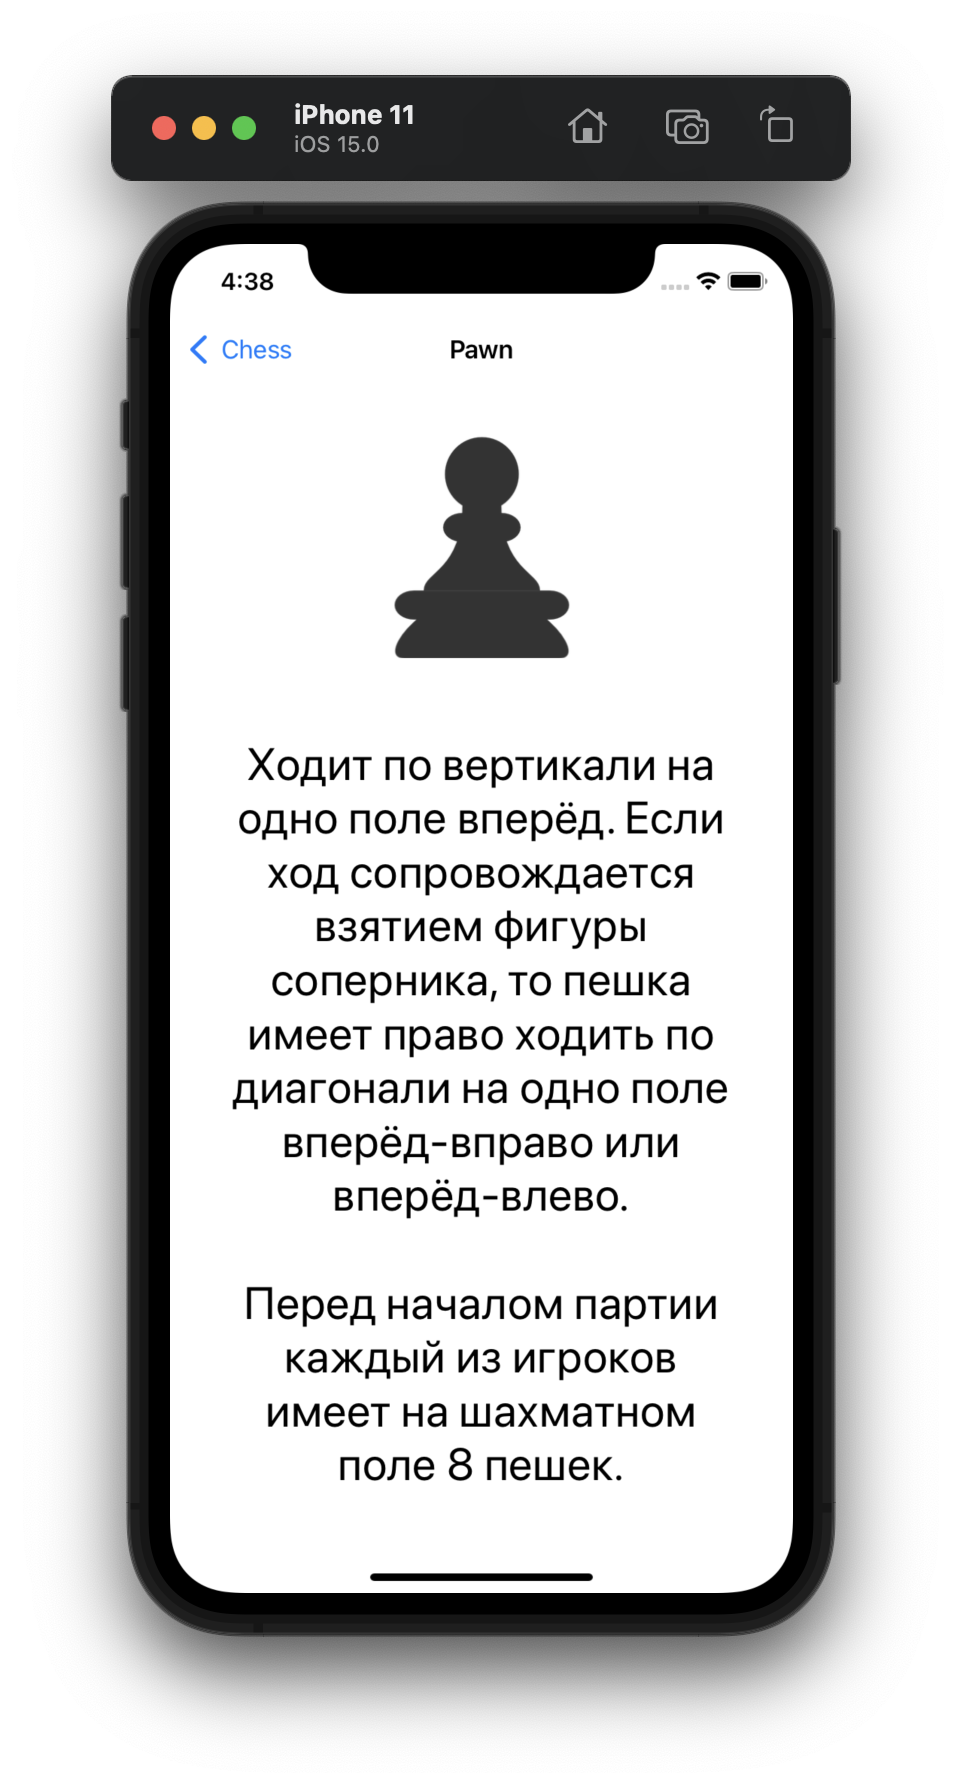 iPhone 11
iOS 15.0
4:38
Chess
Pawn
Ходит по вертикали на
одно поле вперёд. Если
ход сопровождается
взятием фигуры
соперника, то пешка
имеет право ходить по
диагонали на одно поле
вперёд-вправо или
вперёд-влево.
Перед началом партии
каждый из игроков
имеет на шахматном
поле 8 пешек.